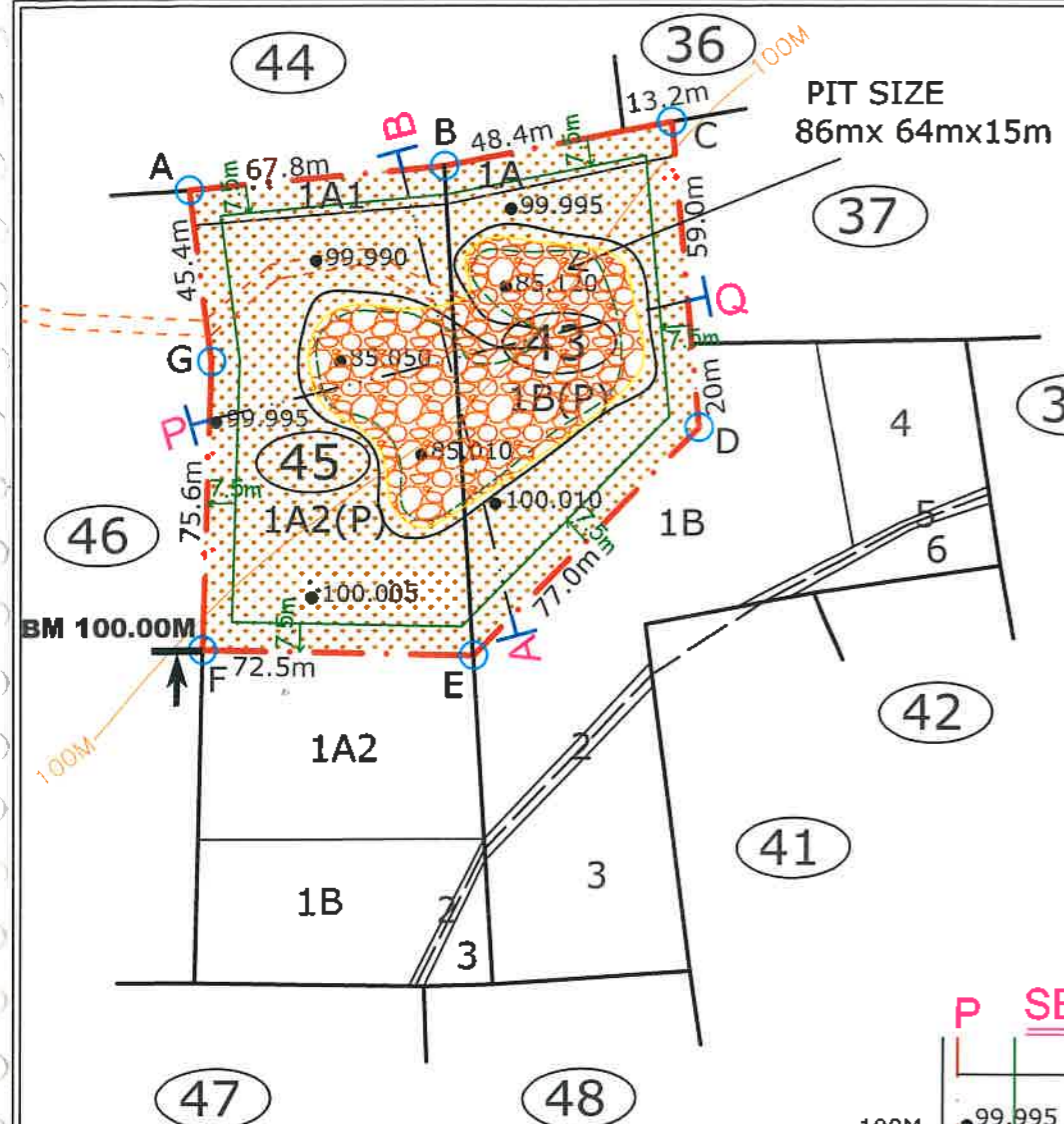 44
36
100M
13.2m
PIT SIZE
86mx 64mx15m
B
B
48.4m
7.5m
C
A
67.8m
7.5m
1A1
1A
99.995
59.0m
37
45.4m
99.990
85.120
Q
43
7.5m
G
85.050
1B(P)
20m
4
P
99.995
D
45
85.010
7.5m
1A2(P)
100.010
7.5m
1B
5
6
46
75.6m
77.0m
100.005
7.5m
BM 100.00M
A
F
72.5m
E
100M
1A2
2
42
41
1B
2
3
3
P
47
48
100M
99.995